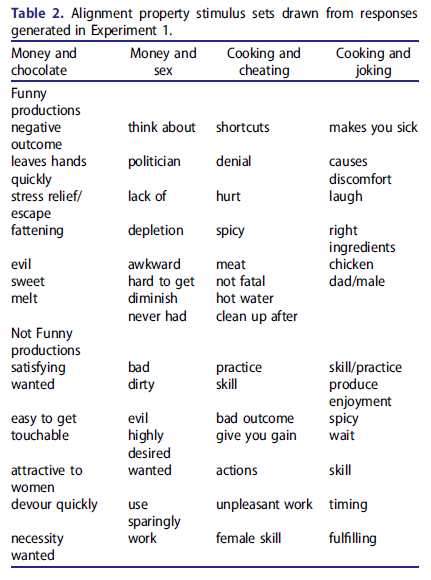 Table 2. Alignment property stimulus sets drawn from responses
generated in Experiment 1.
Money and Money and Cooking and Cooking and
chocolate sex cheating joking
Funny
productions
negative think about shortcuts makes you sick
outcome
leaves hands politician denial causes
quickly discomfort
stress relief/ lack of hurt laugh
escape
fattening depletion spicy right
ingredients
evil awkward meat chicken
sweet hard to get not fatal dad/male
melt diminish hot water
never had clean up after
Not Funny
productions
satisfying bad practice skill/practice
wanted dirty skill produce
enjoyment
easy to get evil bad outcome spicy
touchable highly give you gain wait
desired
attractive to wanted actions skill
women
devour quickly use unpleasant work timing
sparingly
necessity work female skill fulfilling
wanted